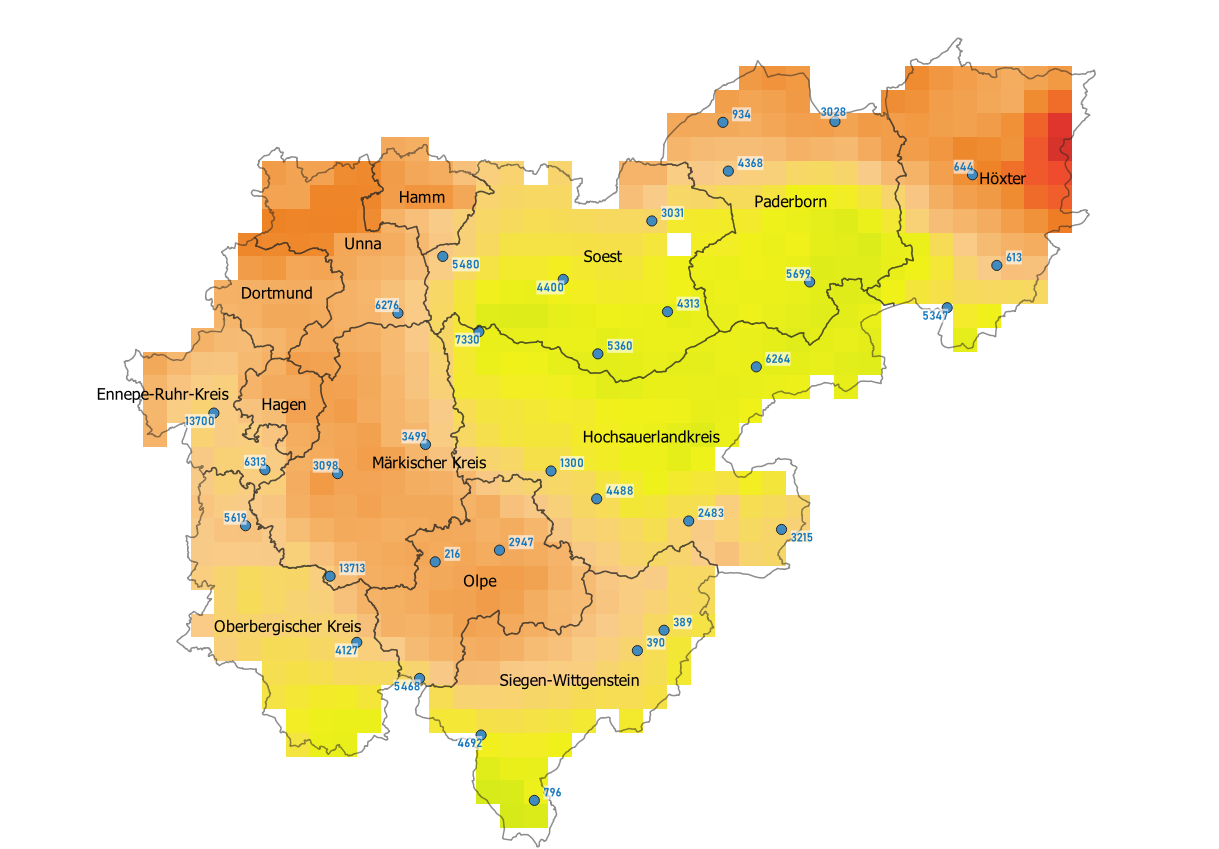 934
3028
4368
644
Höxter
Hamm
Paderborn
3031
Unna
Soest
5480
613
5699
4400
Dortmund
6276
4313
5347
7330
5360
6264
Ennepe-Ruhr-Kreis
Hagen
13700
3499
Hochsauerlandkreis
6313
3098
Märkischer Kreis
1300
4488
5619
2483
3215
2947
216
13713
Olpe
Oberbergischer Kreis
389
4127
390
5468
Siegen-Wittgenstein
4692
796